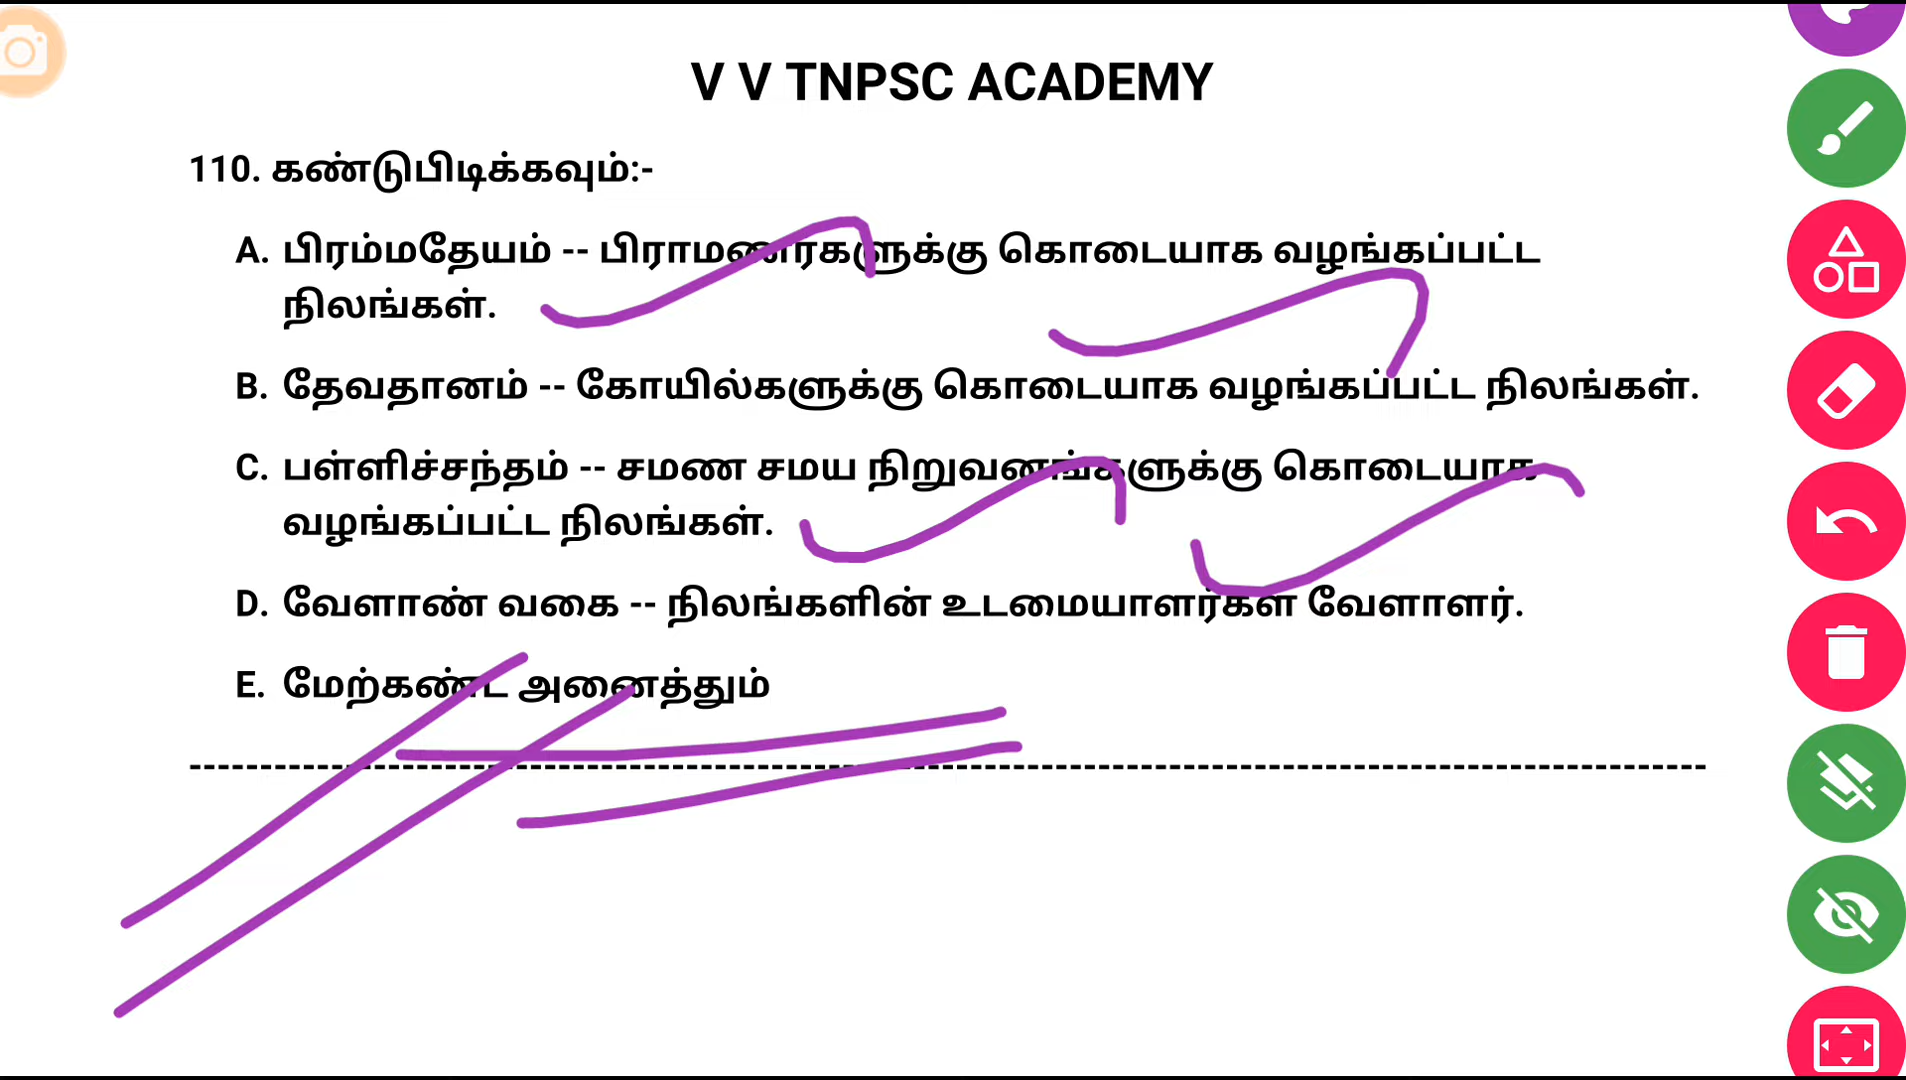 V V TNPSC ACADEMY
110. கண்டுபிடிக்கவும்:-
A. பிரம்மதேயம் -- பிராமணர்களுக்கு கொடையாக வழங்கப்பட்ட
நிலங்கள்.
B. தேவதானம் -- கோயில்களுக்கு கொடையாக வழங்கப்பட்ட நிலங்கள்.
C. பள்ளிச்சந்தம் -- சமண சமய நிறுவனங்களுக்கு கொடையாக
வழங்கப்பட்ட நிலங்கள்.
D. வேளாண் வகை -- நிலங்களின் உடமையாளர்கள் வேளாளர்.
E. மேற்கண்ட அனைத்தும்